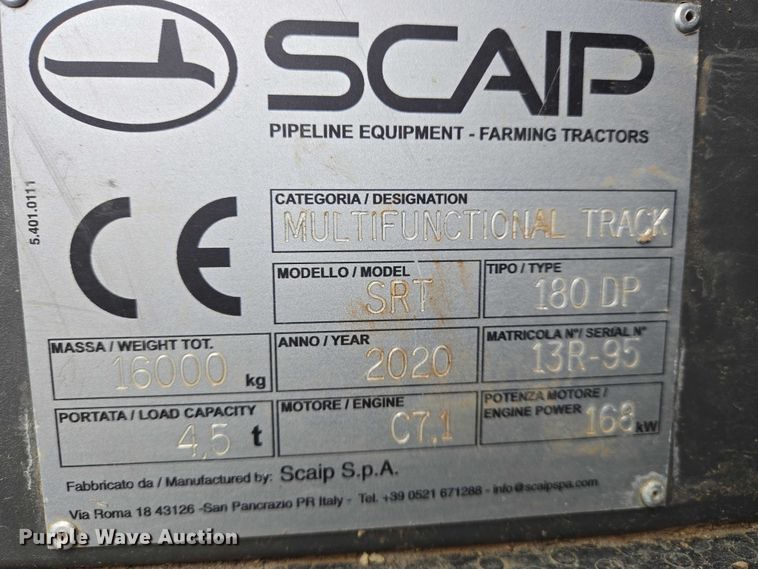 SCAIP
PIPELINE EQUIPMENT - FARMING TRACTORS
5.401.0111
CE
CATEGORIA / DESIGNATION
MULTIFUNCTIONAL TRACK
MODELLO / MODEL
SRT
TIPO / TYPE
180 DP
MASSA / WEIGHT TOT.
16000 kg
ANNO / YEAR
2020
MATRICOLA N°/ SERIAL N°
13R-95
PORTATA / LOAD CAPACITY
4,5 t
MOTORE / ENGINE
C7,1
POTENZA MOTORE /
ENGINE POWER
168 kW
Fabbricato da / Manufactured by: Scaip S.p.A.
Via Roma 18 43126 -San Pancrazio PR Italy - Tel. +39 0521 671288 - info@scaipspa.com
Purple Wave Auction